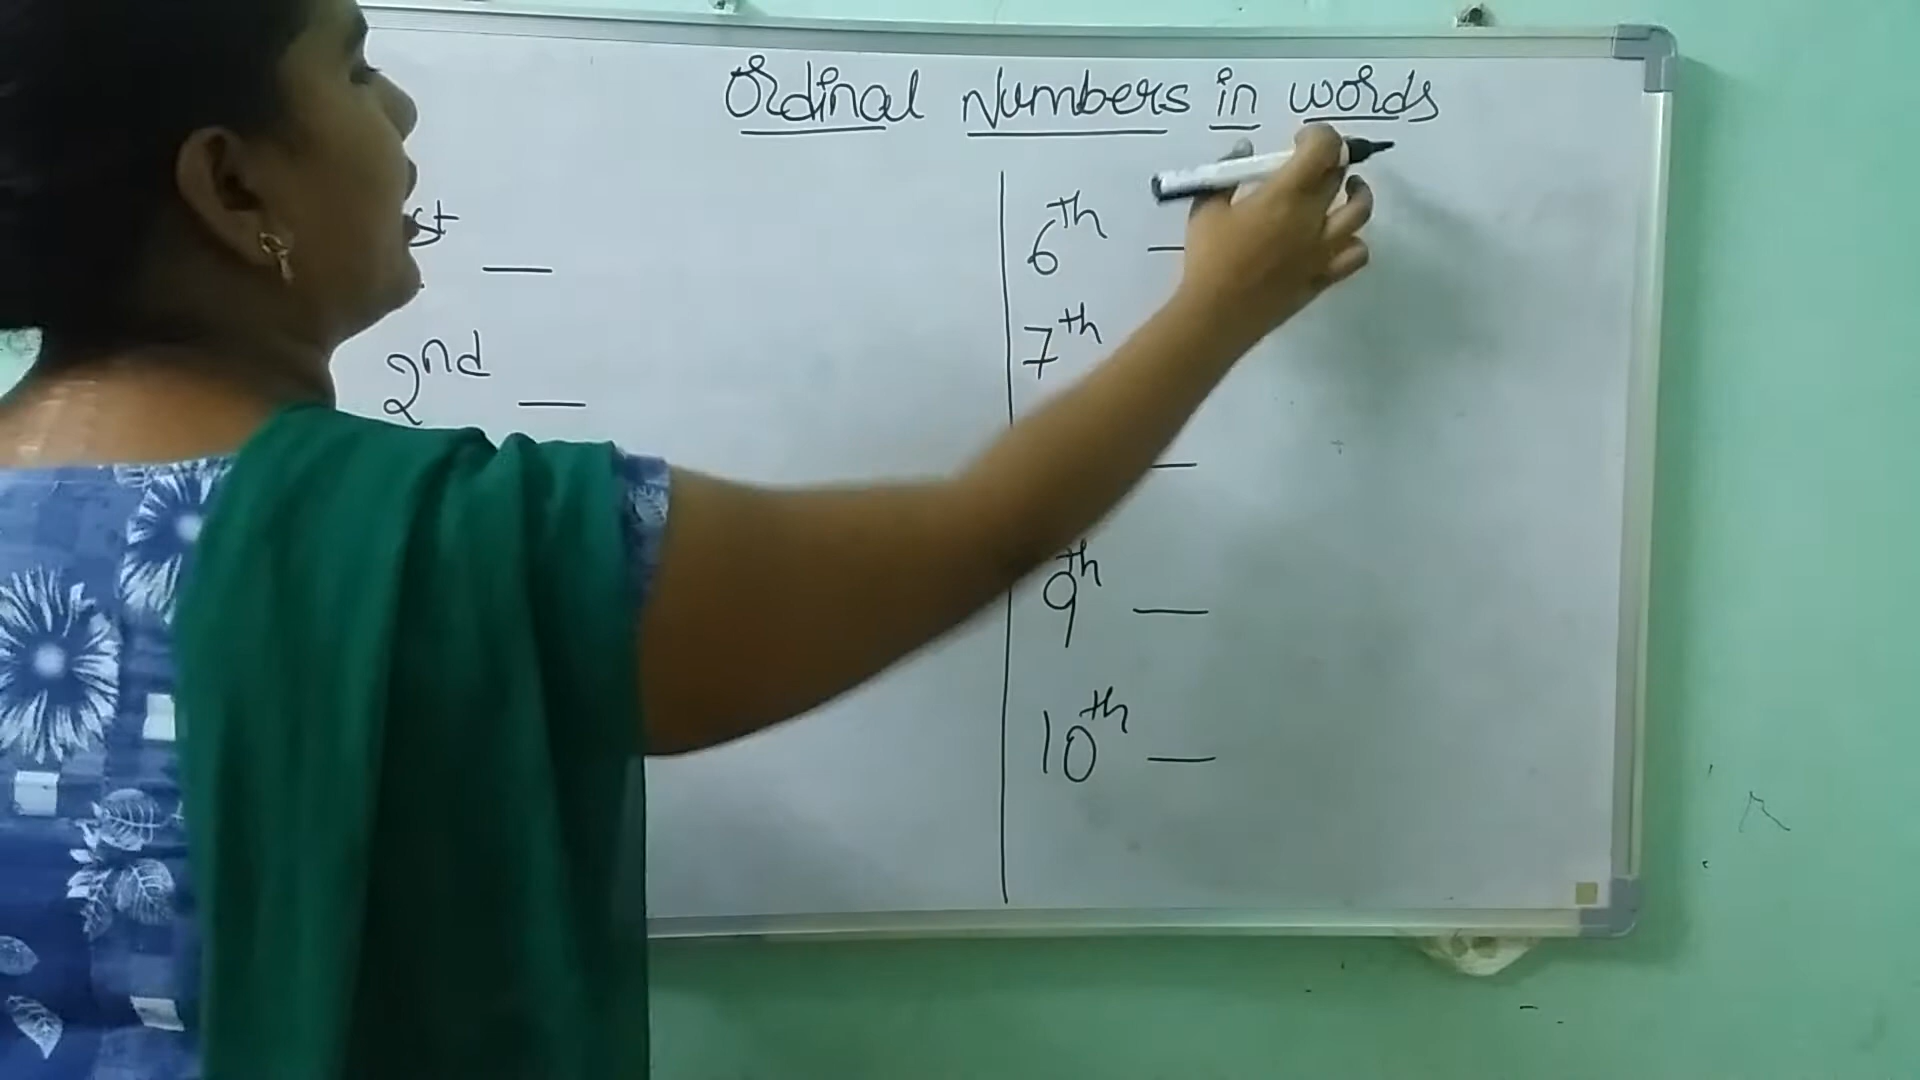 Ordinal Numbers in words
st —
2nd —
6th —
7th
—
9th —
10th —